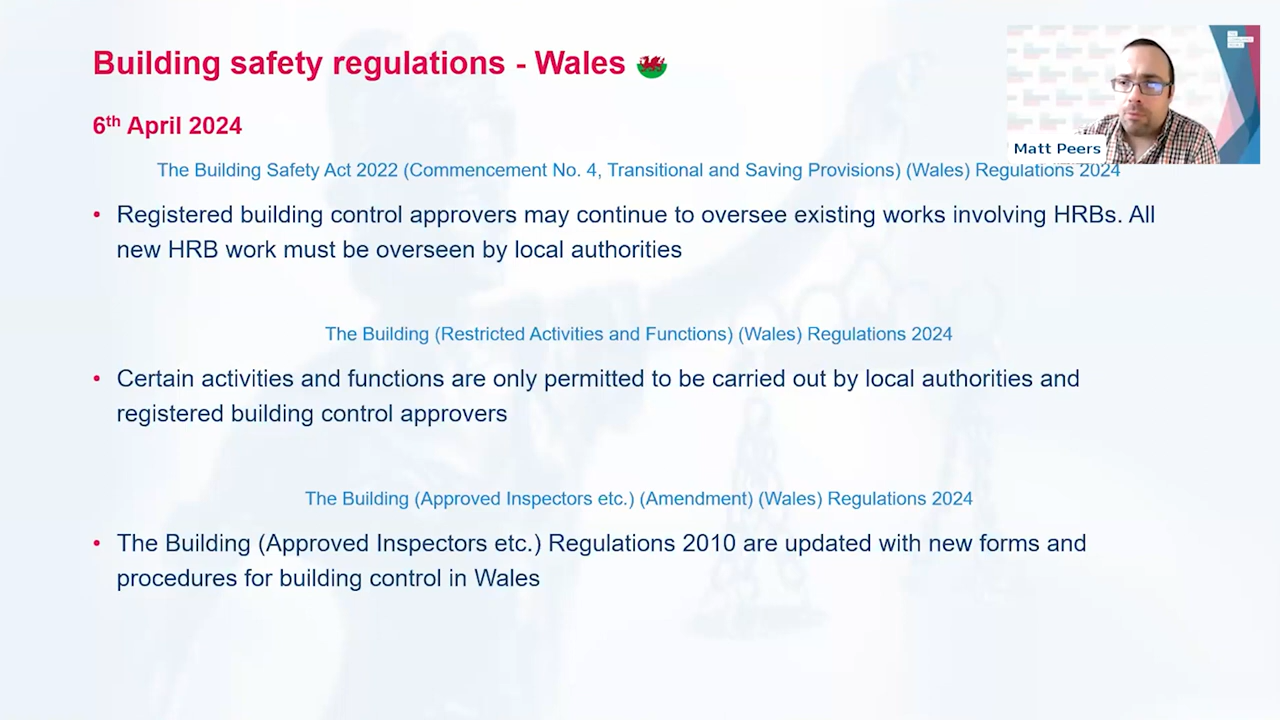 Building safety regulations - Wales
6th April 2024
Matt Peers
The Building Safety Act 2022 (Commencement No. 4, Transitional and Saving Provisions) (Wales) Regulations 2024
• Registered building control approvers may continue to oversee existing works involving HRBs. All
new HRB work must be overseen by local authorities
The Building (Restricted Activities and Functions) (Wales) Regulations 2024
• Certain activities and functions are only permitted to be carried out by local authorities and
registered building control approvers
The Building (Approved Inspectors etc.) (Amendment) (Wales) Regulations 2024
• The Building (Approved Inspectors etc.) Regulations 2010 are updated with new forms and
procedures for building control in Wales